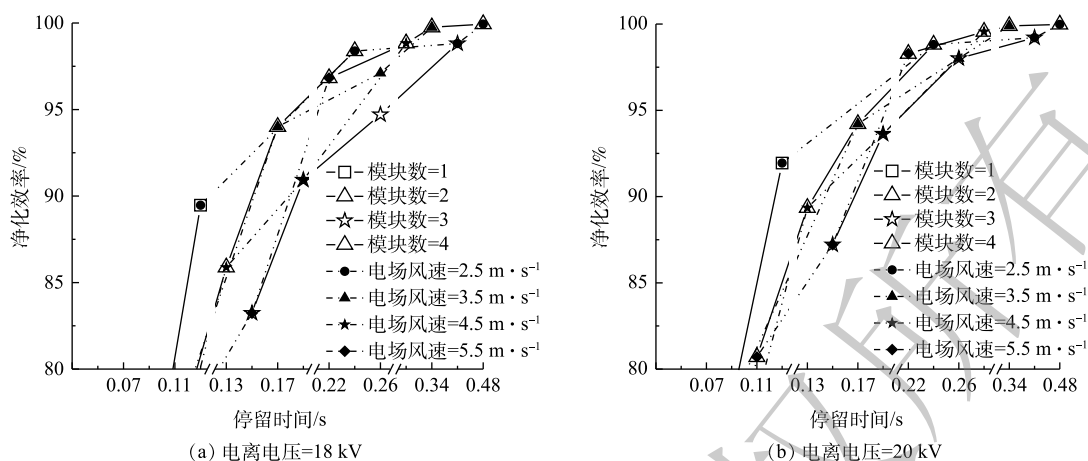 100
95
90
85
80
净化效率/%
0.07 0.11 0.13 0.17 0.22 0.26 0.34 0.48
停留时间/s
模块数=1
模块数=2
模块数=3
模块数=4
电场风速=2.5 m·s⁻¹
电场风速=3.5 m·s⁻¹
电场风速=4.5 m·s⁻¹
电场风速=5.5 m·s⁻¹
(a) 电离电压=18 kV
100
95
90
85
80
净化效率/%
0.07 0.11 0.13 0.17 0.22 0.26 0.34 0.48
停留时间/s
模块数=1
模块数=2
模块数=3
模块数=4
电场风速=2.5 m·s⁻¹
电场风速=3.5 m·s⁻¹
电场风速=4.5 m·s⁻¹
电场风速=5.5 m·s⁻¹
(b) 电离电压=20 kV
权所有